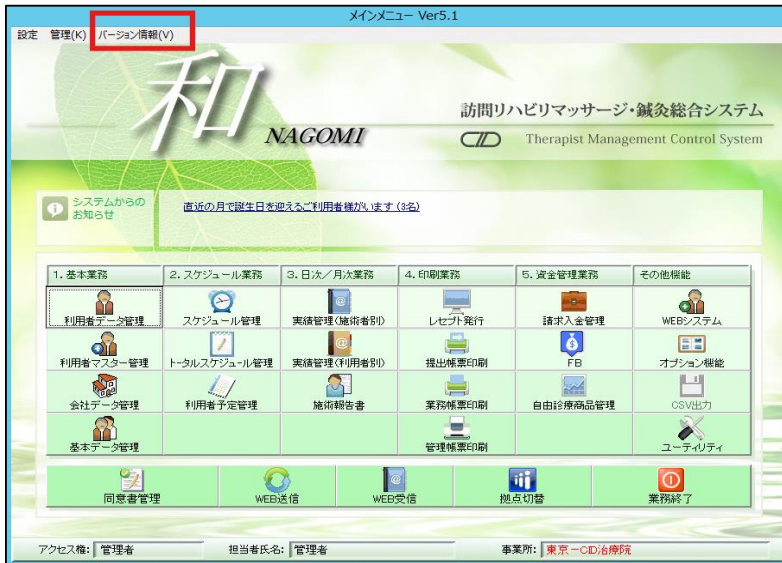 メインメニュー Ver5.1
設定 管理(K) バージョン情報(V)
和
NAGOMI
訪問リハビリマッサージ・鍼灸総合システム
CID Therapist Management Control System
システムからの
お知らせ
直近の月で誕生日を迎えるご利用者様がいます(3名)
1. 基本業務 2. スケジュール業務 3. 日次／月次業務 4. 印刷業務 5. 資金管理業務 その他機能
利用者データ管理 スケジュール管理 実績管理(施術者別) レセプト発行 請求入金管理 WEBシステム
利用者マスター管理 トータルスケジュール管理 実績管理(利用者別) 提出帳票印刷 FB オプション機能
会社データ管理 利用者予定管理 施術報告書 業務帳票印刷 自由診療商品管理 CSV出力
基本データ管理 管理帳票印刷 ユーティリティ
同意書管理 WEB送信 WEB受信 拠点切替 業務終了
アクセス権: 管理者 担当者氏名: 管理者 事業所: 東京－CID治療院